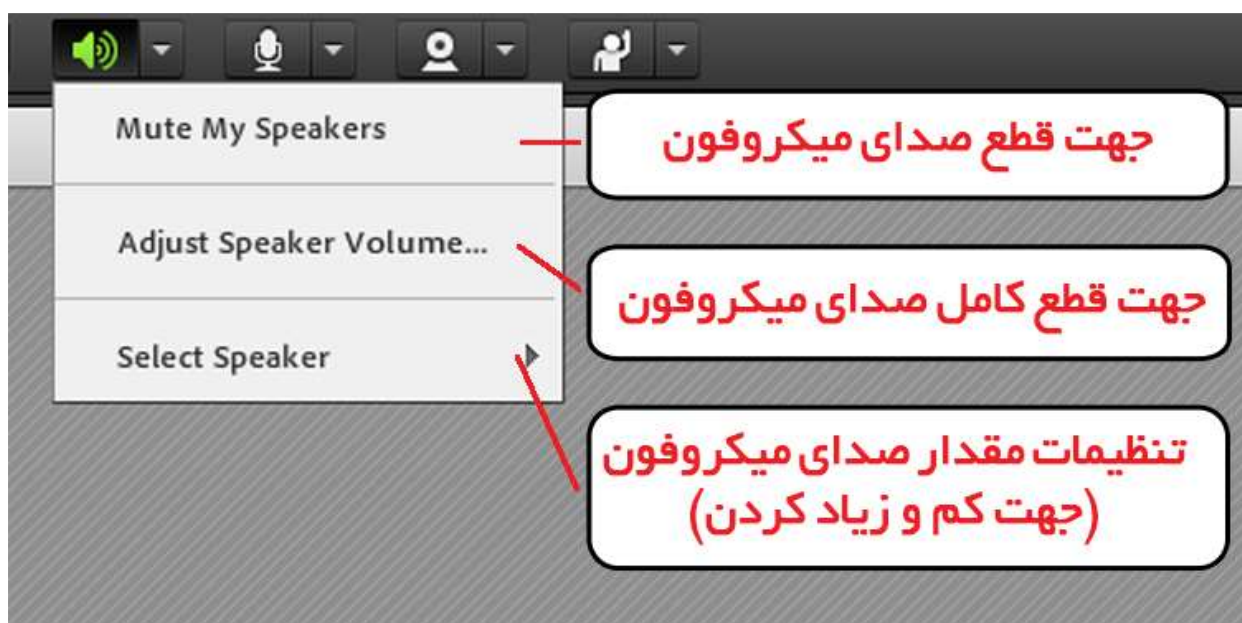 Mute My Speakers
جهت قطع صدای میکروفون
Adjust Speaker Volume...
جهت قطع کامل صدای میکروفون
Select Speaker
تنظیمات مقدار صدای میکروفون
(جهت کم و زیاد کردن)